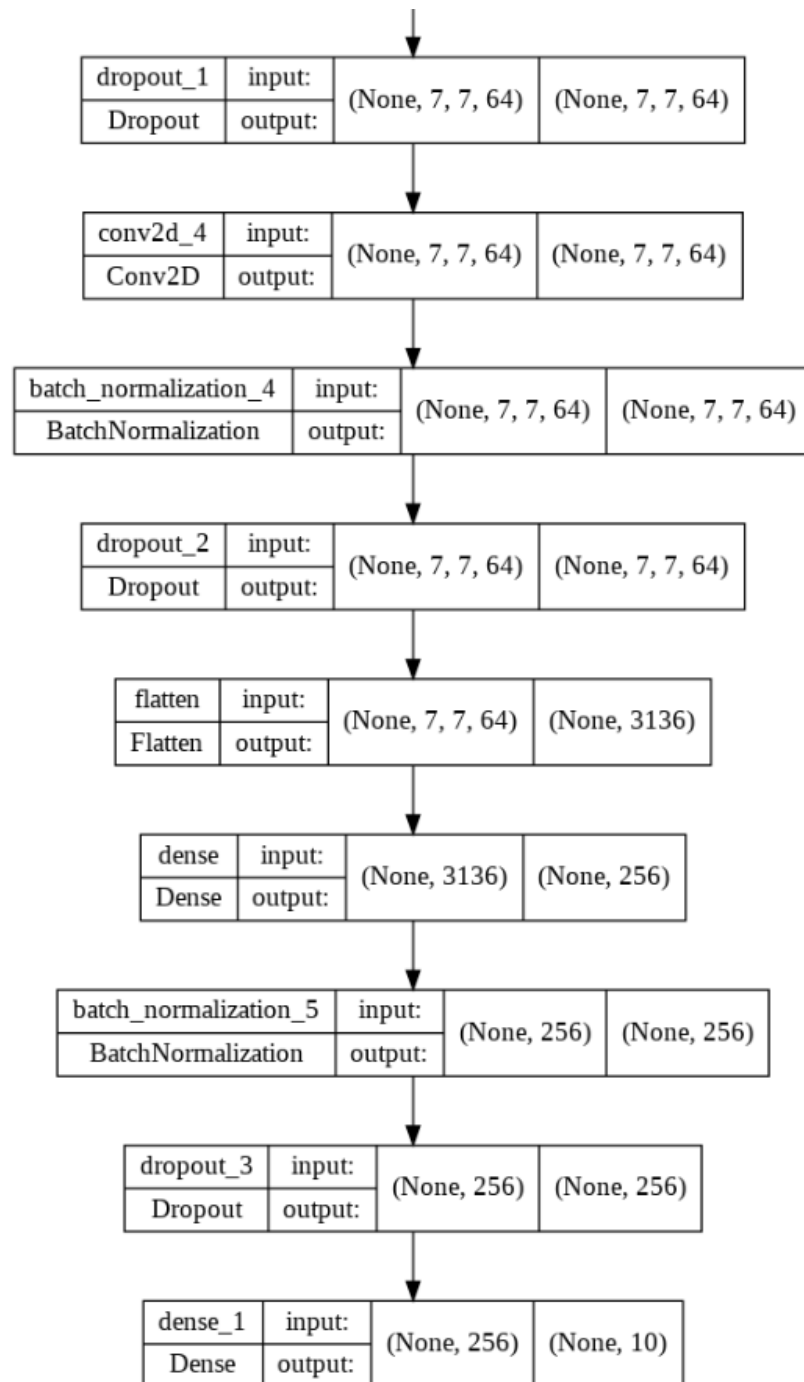 dropout_1 input: (None, 7, 7, 64) (None, 7, 7, 64)
Dropout output:
conv2d_4 input: (None, 7, 7, 64) (None, 7, 7, 64)
Conv2D output:
batch_normalization_4 input: (None, 7, 7, 64) (None, 7, 7, 64)
BatchNormalization output:
dropout_2 input: (None, 7, 7, 64) (None, 7, 7, 64)
Dropout output:
flatten input: (None, 7, 7, 64) (None, 3136)
Flatten output:
dense input: (None, 3136) (None, 256)
Dense output:
batch_normalization_5 input: (None, 256) (None, 256)
BatchNormalization output:
dropout_3 input: (None, 256) (None, 256)
Dropout output:
dense_1 input: (None, 256) (None, 10)
Dense output: